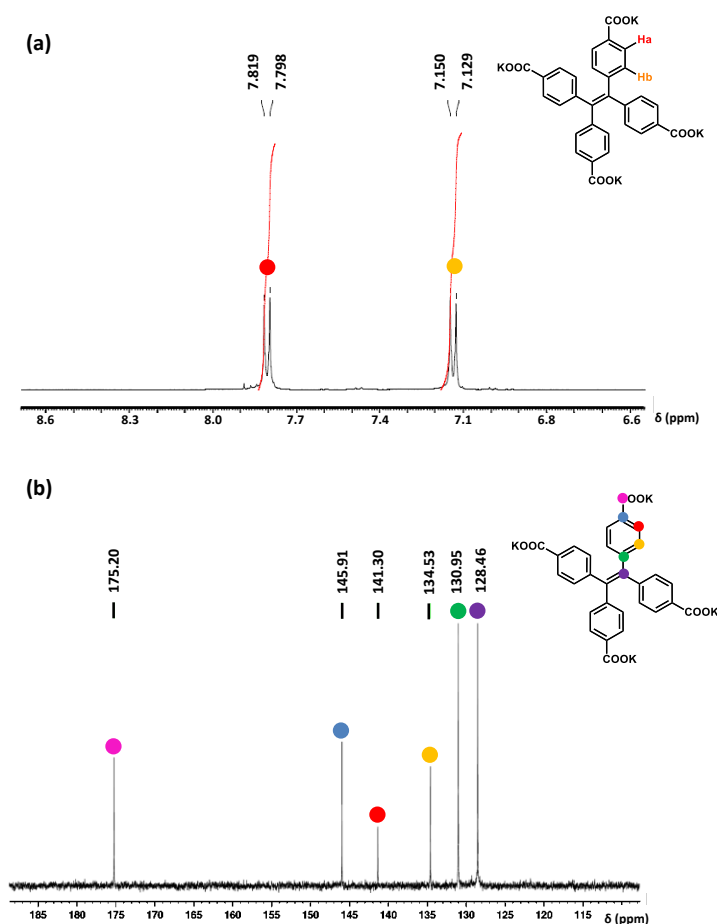 (a)
7.819
7.798
7.150
7.129
COOK
Ha
Hb
KOOC
COOK
COOK
8.6 8.3 8.0 7.7 7.4 7.1 6.8 6.6 δ (ppm)
(b)
175.20
145.91
141.30
134.53
130.95
128.46
OOK
KOOC
COOK
COOK
185 175 170 165 160 155 150 145 140 135 130 125 115 δ (ppm)